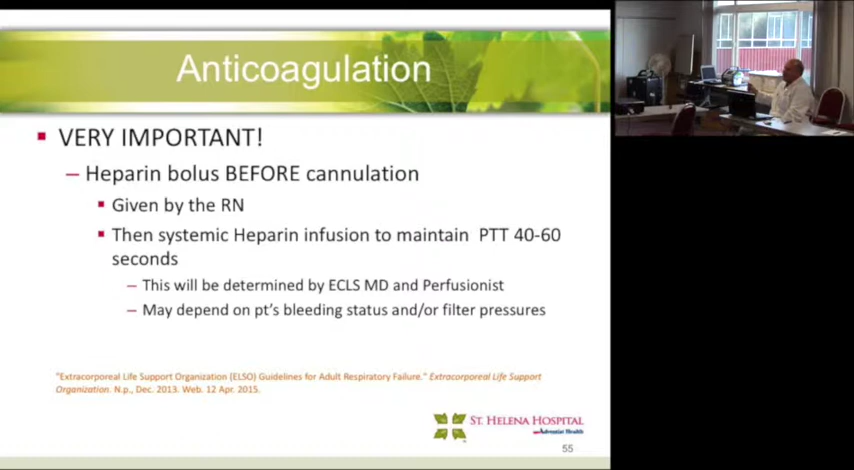 Anticoagulation
VERY IMPORTANT!
– Heparin bolus BEFORE cannulation
Given by the RN
Then systemic Heparin infusion to maintain PTT 40-60
seconds
– This will be determined by ECLS MD and Perfusionist
– May depend on pt's bleeding status and/or filter pressures
"Extracorporeal Life Support Organization (ELSO) Guidelines for Adult Respiratory Failure." Extracorporeal Life Support
Organization. N.p., Dec. 2013. Web. 12 Apr. 2015.
ST. HELENA HOSPITAL
Adventist Health
55